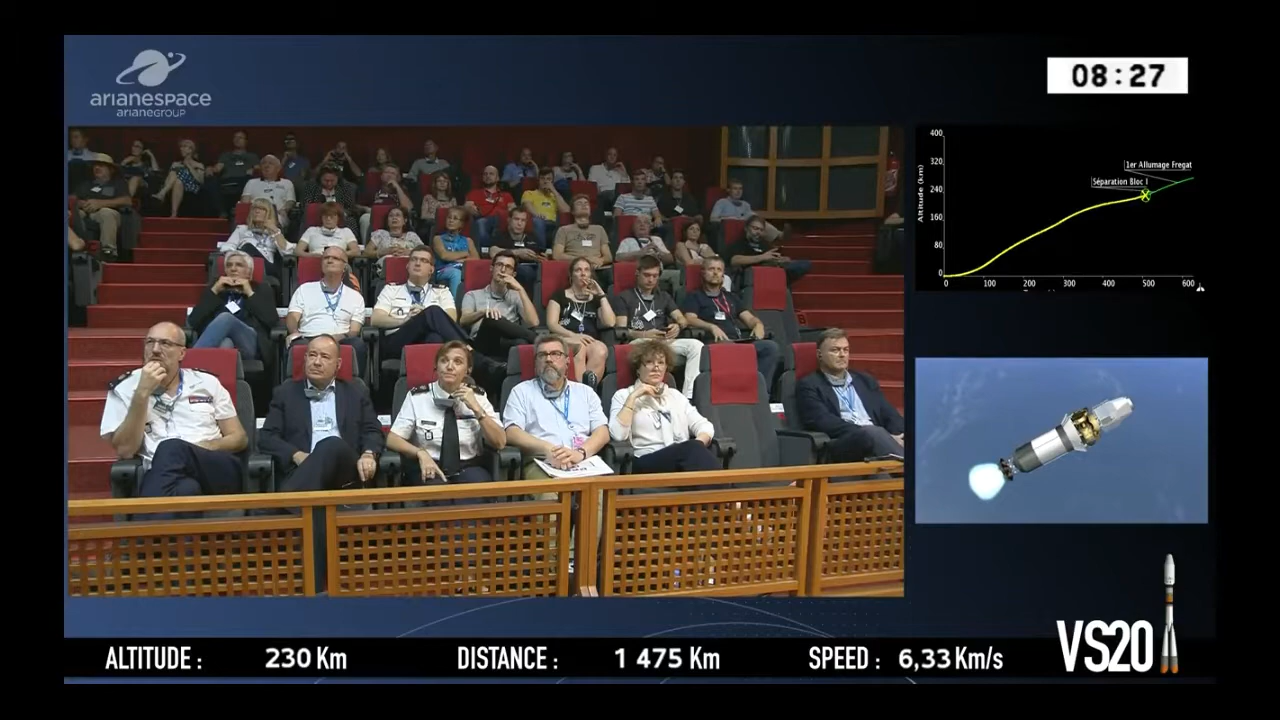 arianespace
arianeGROUP
08:27
400
320
240
160
80
0
Altitude (km)
1er Allumage Fregat
Séparation Bloc I
0 100 200 300 400 500 600
ALTITUDE : 230 Km DISTANCE : 1 475 Km SPEED : 6,33 Km/s
VS20